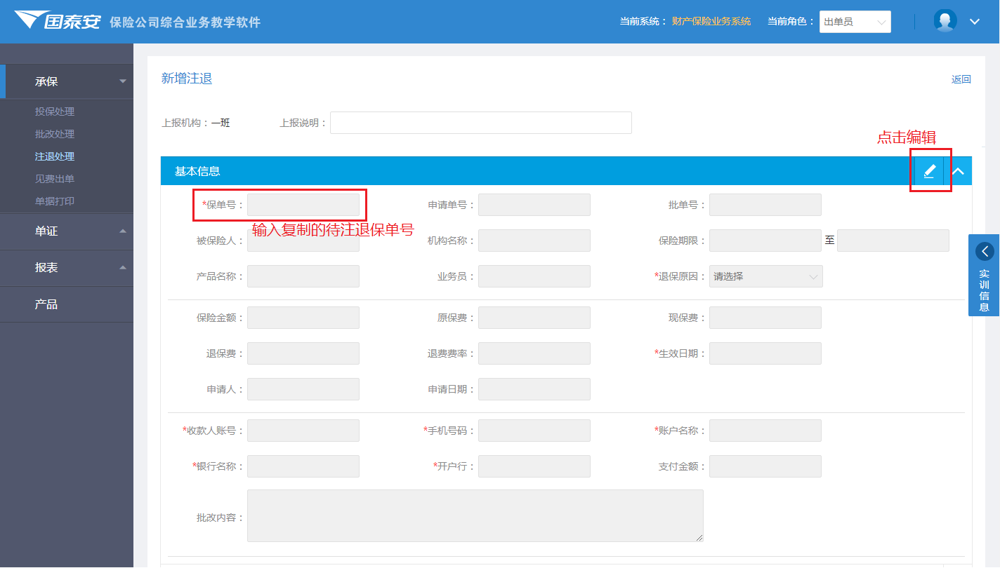 国泰安 保险公司综合业务教学软件 当前系统： 财产保险业务系统 当前角色： 出单员
承保
投保处理
批改处理
注退处理
见费出单
单据打印
单证
报表
产品
新增注退 返回
上报机构：一班 上报说明：
点击编辑
基本信息
*保单号： 申请单号： 批单号：
输入复制的待注退保单号
被保险人： 机构名称： 保险期限： 至
产品名称： 业务员： *退保原因： 请选择
保险金额： 原保费： 现保费：
退保费： 退费费率： *生效日期：
申请人： 申请日期：
*收款人账号： *手机号码： *账户名称：
*银行名称： *开户行： 支付金额：
批改内容：
实训信息